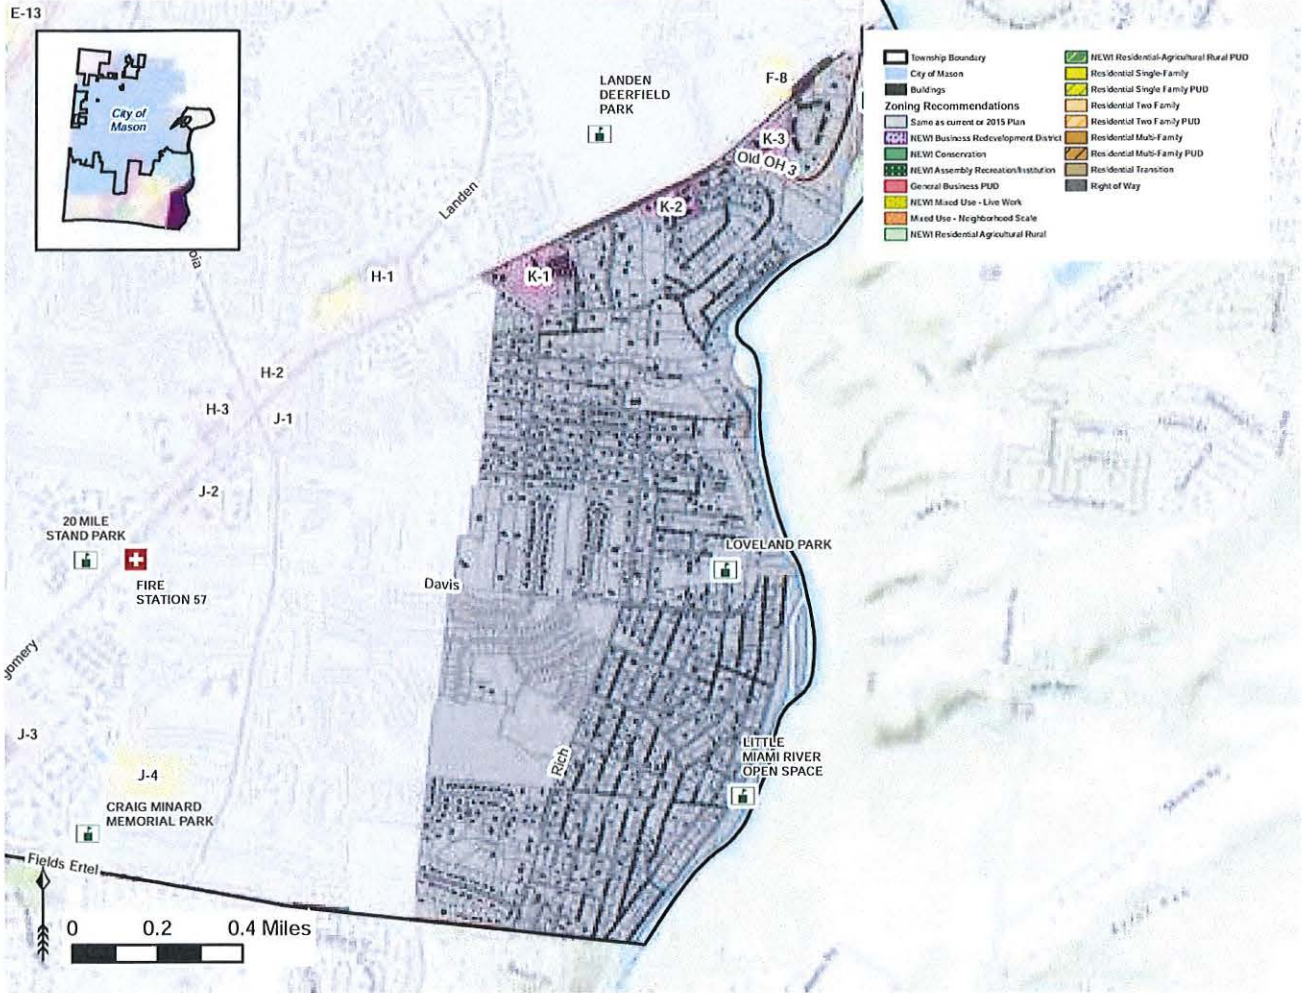 E-13
City of
Mason
LANDEN
DEERFIELD
PARK
F-8
K-3
Old OH 3
K-2
Landen
K-1
H-1
H-2
H-3
J-1
J-2
20 MILE
STAND PARK
FIRE
STATION 57
Davis
LOVELAND PARK
gomery
J-3
J-4
Rich
LITTLE
MIAMI RIVER
OPEN SPACE
CRAIG MINARD
MEMORIAL PARK
Fields Ertel
0 0.2 0.4 Miles
Township Boundary
City of Mason
Buildings
Zoning Recommendations
Same as current or 2015 Plan
NEW! Business Redevelopment District
NEW! Conservation
NEW! Assembly Recreation/Institution
General Business PUD
NEW! Mixed Use - Live Work
Mixed Use - Neighborhood Scale
NEW! Residential Agricultural Rural
NEW! Residential-Agricultural Rural PUD
Residential Single-Family
Residential Single Family PUD
Residential Two Family
Residential Two Family PUD
Residential Multi-Family
Residential Multi-Family PUD
Residential Transition
Right of Way